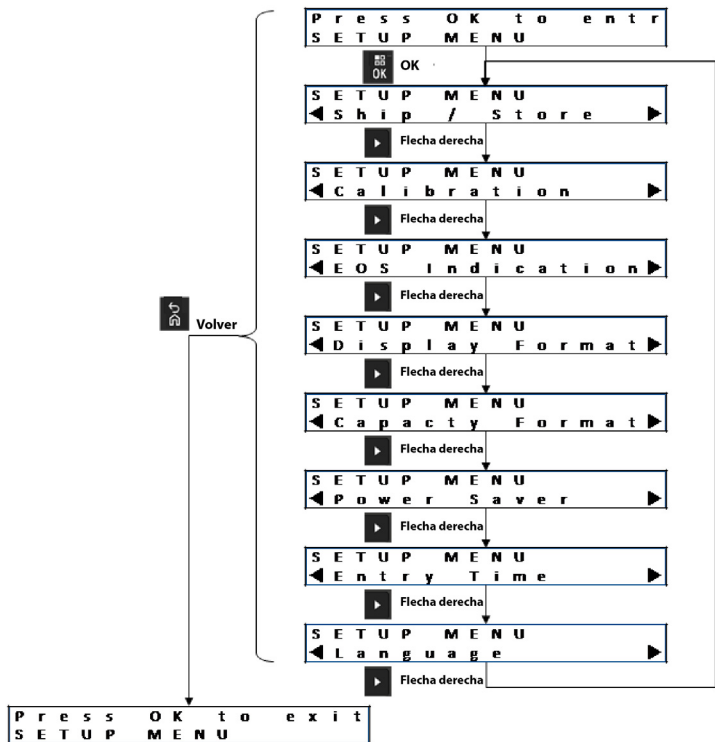 Press OK to entr
SETUP MENU
OK OK
SETUP MENU
Ship / Store
Flecha derecha
SETUP MENU
Calibration
Flecha derecha
SETUP MENU
EOS Indication
Flecha derecha
Volver
SETUP MENU
Display Format
Flecha derecha
SETUP MENU
Capacty Format
Flecha derecha
SETUP MENU
Power Saver
Flecha derecha
SETUP MENU
Entry Time
Flecha derecha
SETUP MENU
Language
Flecha derecha
Press OK to exit
SETUP MENU